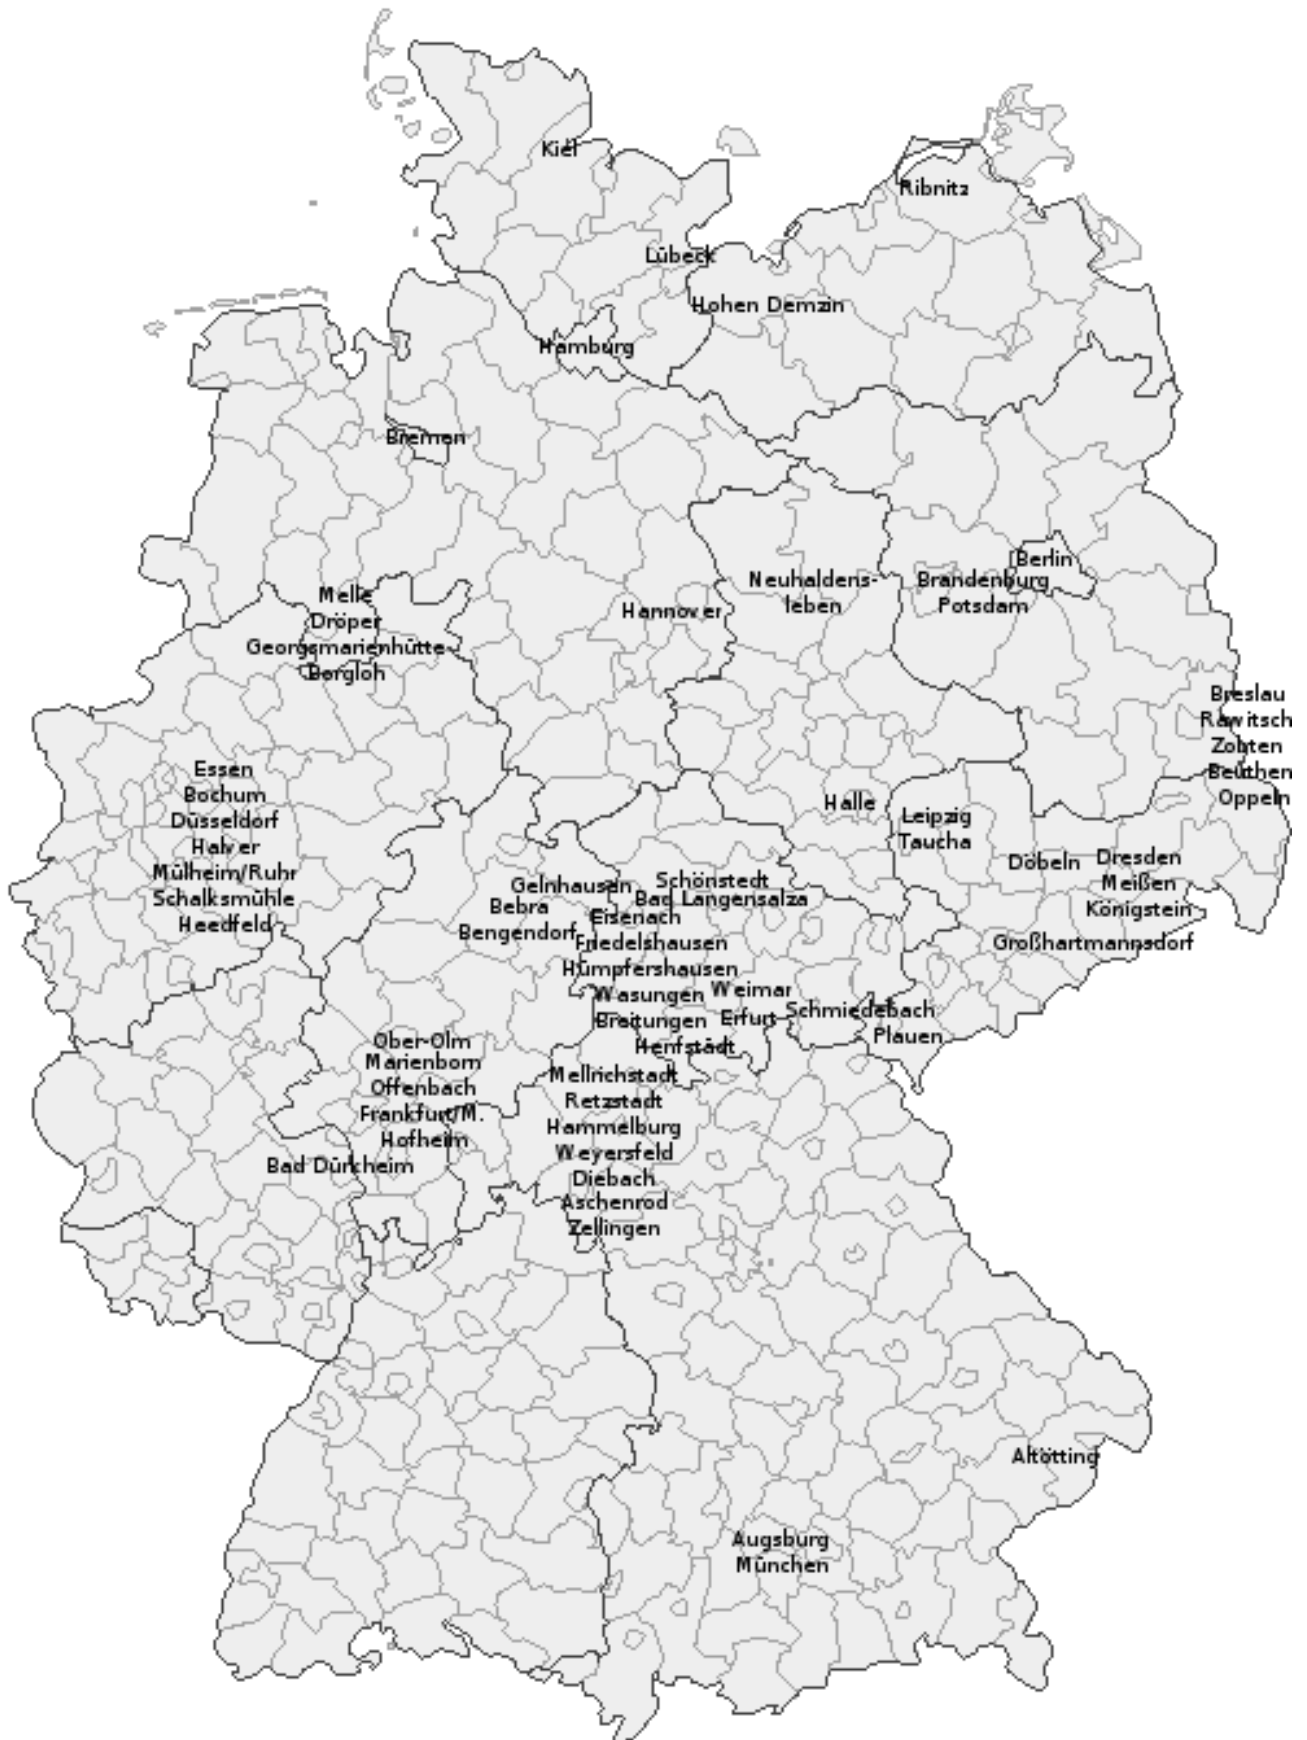 Kiel
Ribnitz
Lübeck
Hohen Demzin
Hamburg
Bremen
Berlin
Neuhaldens-
leben
Brandenburg
Potsdam
Melle
Dröper
Georgsmarienhütte
Borgloh
Hannover
Breslau
Rawitsch
Zobten
Beuthen
Oppeln
Essen
Bochum
Düsseldorf
Halver
Mülheim/Ruhr
Schalksmühle
Heedfeld
Halle
Leipzig
Taucha
Döbeln
Dresden
Meißen
Königstein
Großhartmannsdorf
Gelnhausen
Bebra
Bengendorf
Schönstedt
Bad Langensalza
Eisenach
Friedelshausen
Hümpfershausen
Wasungen
Breitungen
Henfstädt
Weimar
Erfurt
Schmiedebach
Plauen
Ober-Olm
Marienborn
Offenbach
Frankfurt/M.
Hofheim
Bad Dürkheim
Mellrichstadt
Retzstadt
Hammelburg
Weyersfeld
Diebach
Aschenrod
Zellingen
Altötting
Augsburg
München